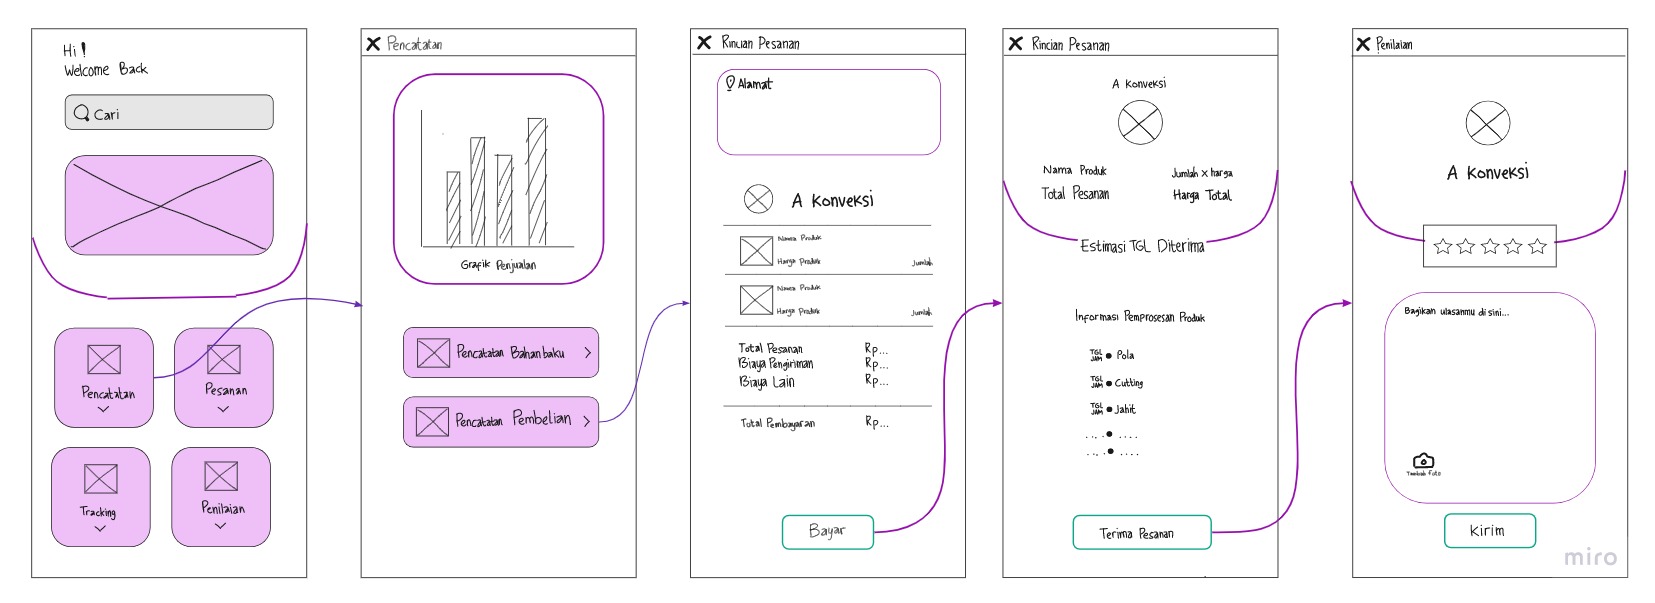 Hi !
Welcome Back
Cari
Pencatatan
Pesanan
Tracking
Penilaian
Pencatatan
Grafik Penjualan
Pencatatan Bahan baku
Pencatatan Pembelian
Rincian Pesanan
Alamat
A Konveksi
Nama Produk
Harga Produk
Jumlah
Nama Produk
Harga Produk
Jumlah
Total Pesanan Rp...
Biaya Pengiriman Rp...
Biaya Lain Rp...
Total Pembayaran Rp...
Bayar
Rincian Pesanan
A Konveksi
Nama Produk Jumlah x harga
Total Pesanan Harga Total
Estimasi TGL Diterima
Informasi Pemprosesan Produk
TGL JAM Pola
TGL JAM Cutting
TGL JAM Jahit
Terima Pesanan
Penilaian
A Konveksi
Bagikan ulasanmu di sini...
Tambah Foto
Kirim
miro